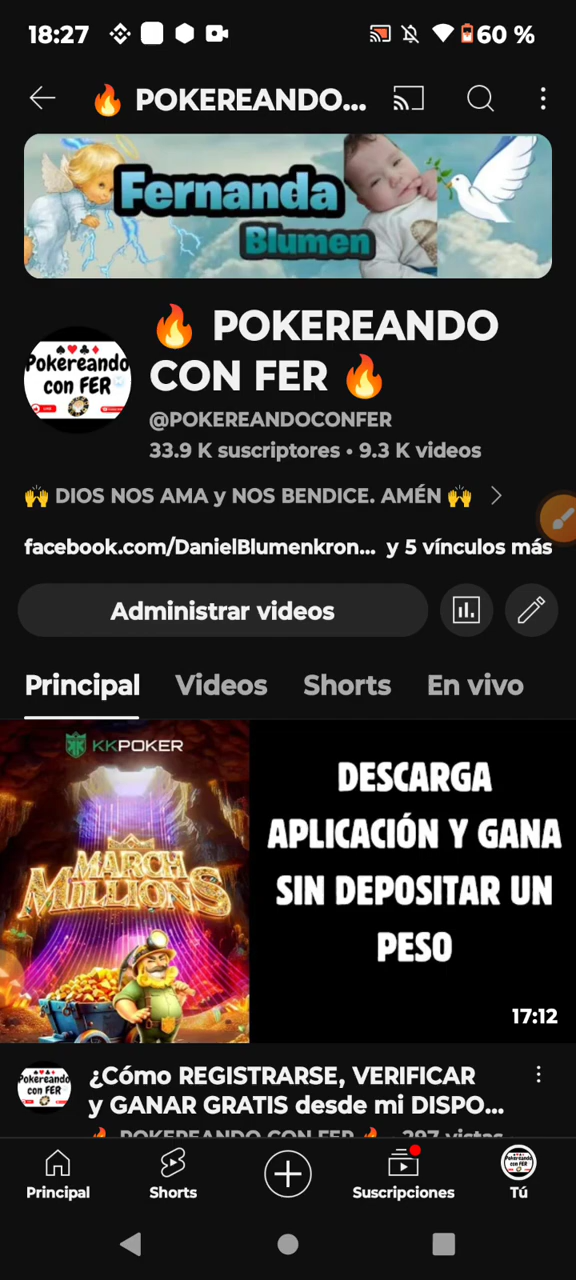 18:27
60 %
🔥 POKEREANDO...
Fernanda
Blumen
🔥 POKEREANDO
CON FER 🔥
Pokereando
con FER
@POKEREANDOCONFER
33.9 K suscriptores • 9.3 K videos
🙌 DIOS NOS AMA y NOS BENDICE. AMÉN 🙌
facebook.com/DanielBlumenkron... y 5 vínculos más
Administrar videos
Principal Videos Shorts En vivo
KKPOKER
MARCH
MILLIONS
DESCARGA
APLICACIÓN Y GANA
SIN DEPOSITAR UN
PESO
17:12
Pokereando
con FER
¿Cómo REGISTRARSE, VERIFICAR
y GANAR GRATIS desde mi DISPO...
🔥 POKEREANDO CON FER 🔥
Principal Shorts Suscripciones Tú